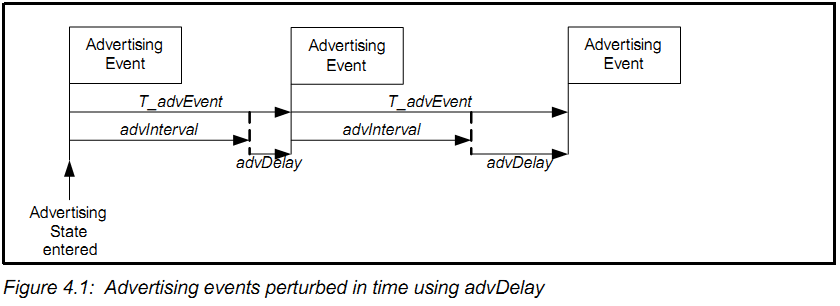 Advertising
Event
Advertising
Event
Advertising
Event
T_advEvent
T_advEvent
advInterval
advInterval
advDelay
advDelay
Advertising
State
entered
Figure 4.1: Advertising events perturbed in time using advDelay